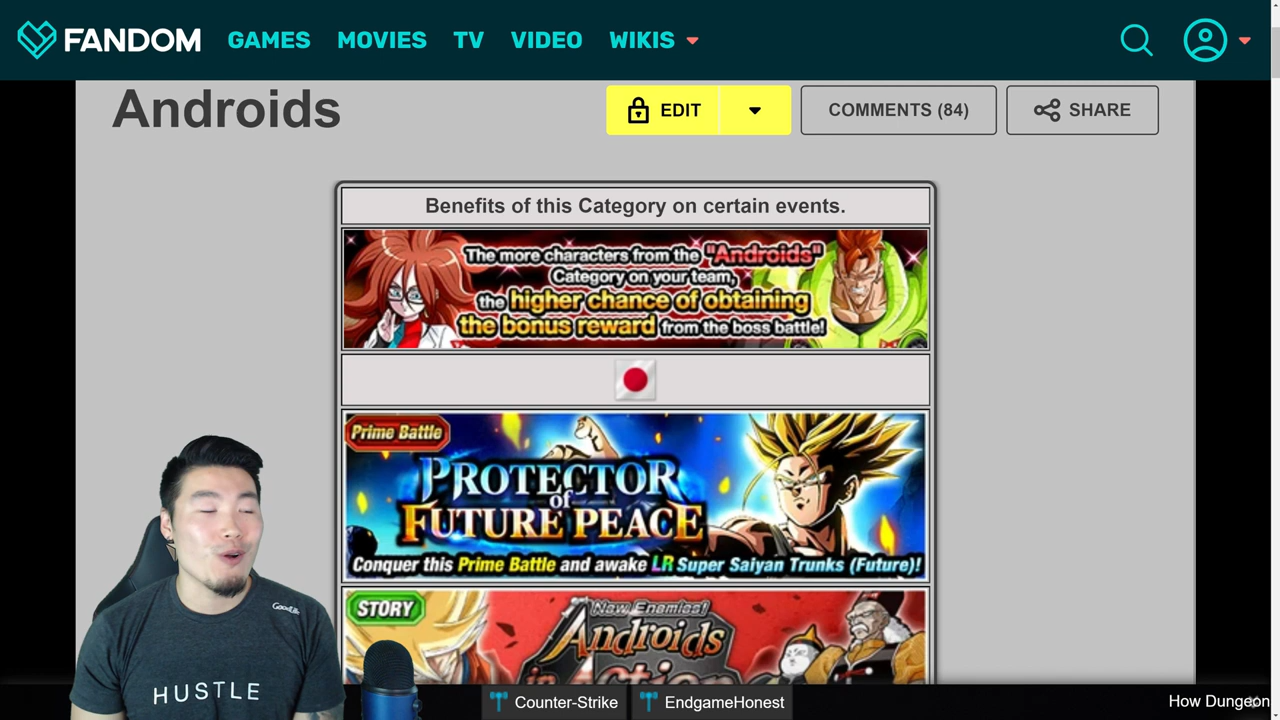 FANDOM GAMES MOVIES TV VIDEO WIKIS
Androids
EDIT
COMMENTS (84)
SHARE
Benefits of this Category on certain events.
The more characters from the "Androids"
Category on your team,
the higher chance of obtaining
the bonus reward from the boss battle!
Prime Battle
PROTECTOR
of
FUTURE PEACE
Conquer this Prime Battle and awake LR Super Saiyan Trunks (Future)!
STORY
New Enemies!
Androids
in Action
GoodLife
HUSTLE
Counter-Strike
EndgameHonest
How Dungeon